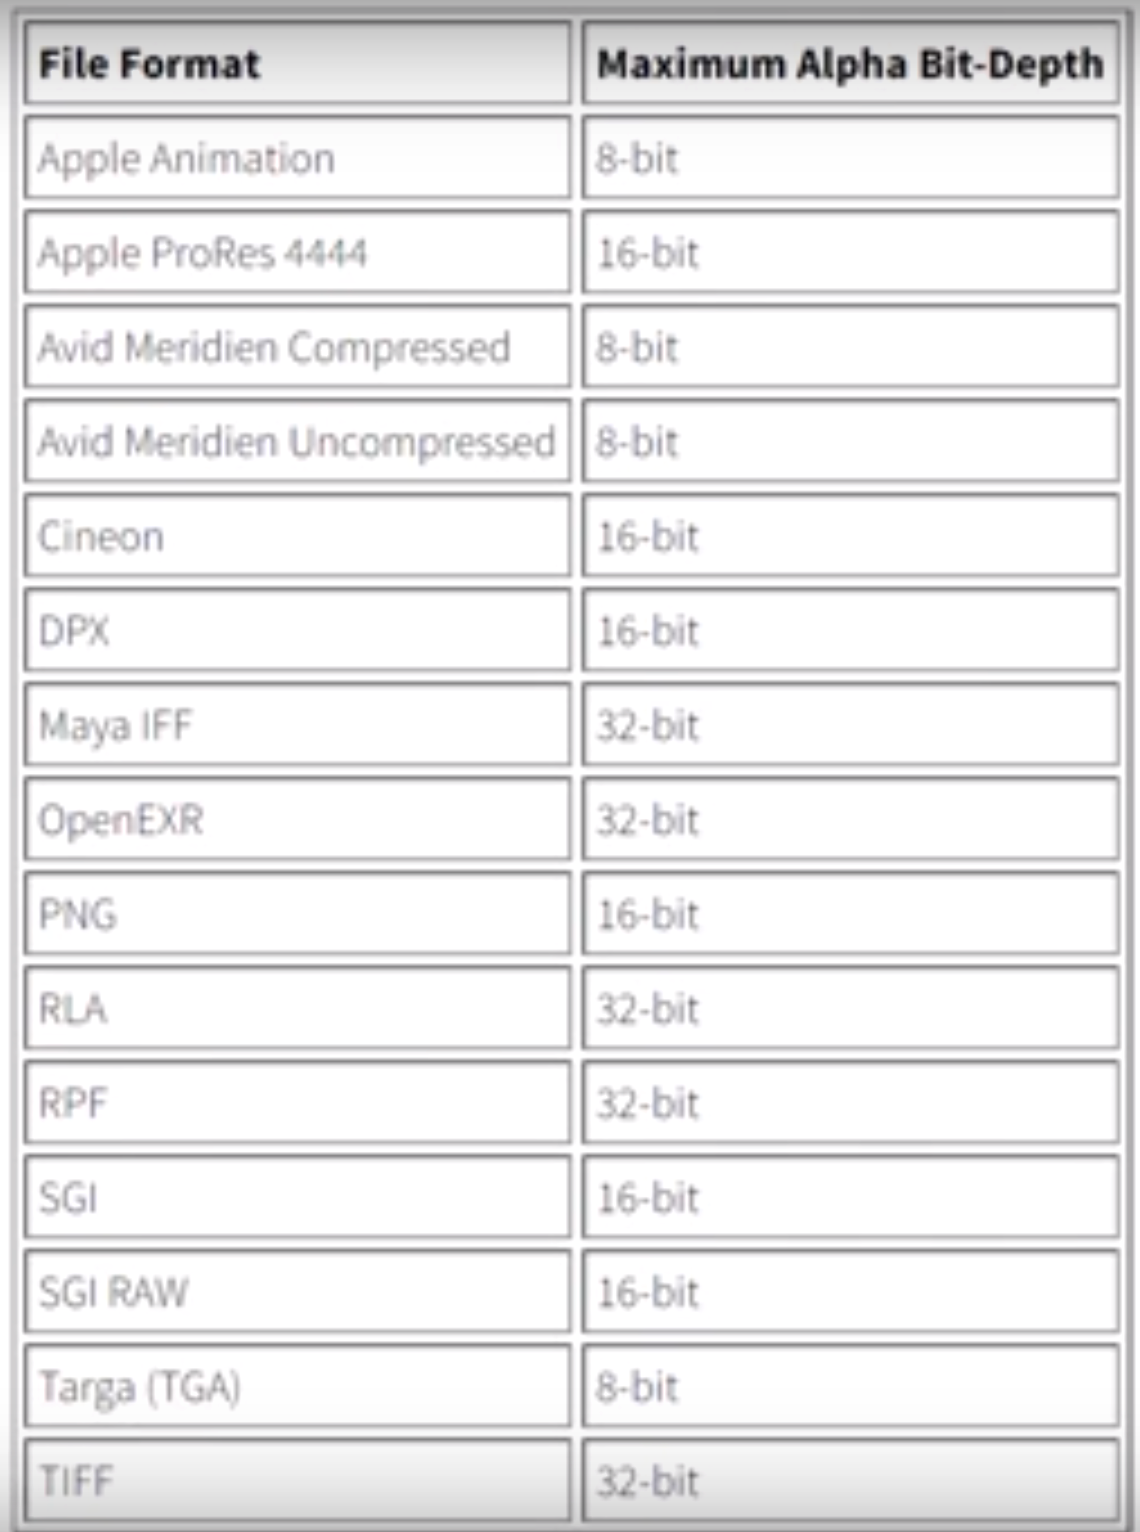 File Format Maximum Alpha Bit-Depth
Apple Animation 8-bit
Apple ProRes 4444 16-bit
Avid Meridien Compressed 8-bit
Avid Meridien Uncompressed 8-bit
Cineon 16-bit
DPX 16-bit
Maya IFF 32-bit
OpenEXR 32-bit
PNG 16-bit
RLA 32-bit
RPF 32-bit
SGI 16-bit
SGI RAW 16-bit
Targa (TGA) 8-bit
TIFF 32-bit